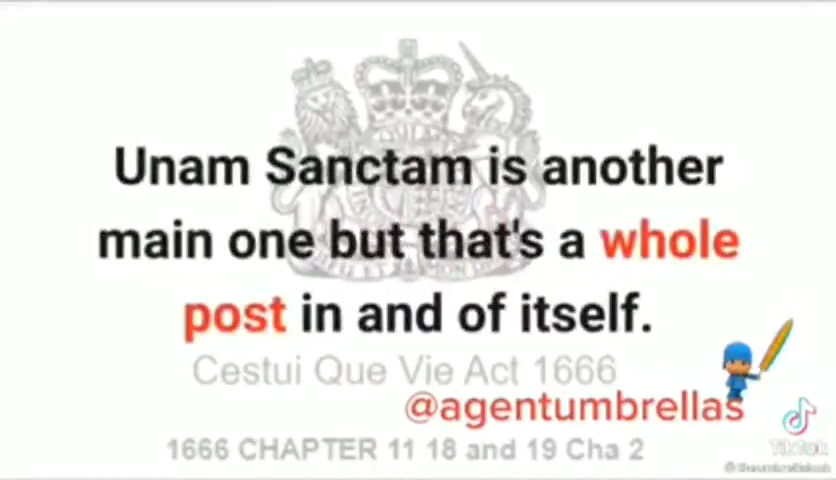 Unam Sanctam is another
main one but that's a whole
post in and of itself.
Cestui Que Vie Act 1666
@agentumbrellas
1666 CHAPTER 11 18 and 19 Cha 2
TikTok